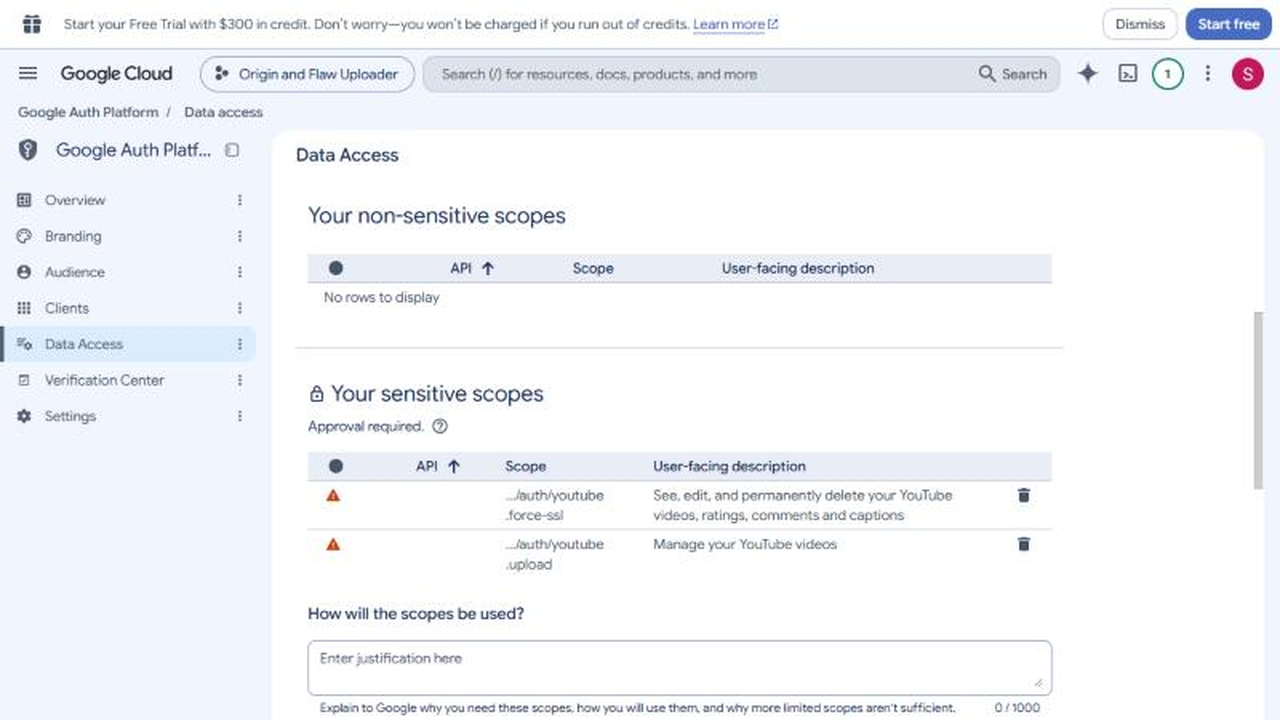 Start your Free Trial with $300 in credit. Don't worry—you won't be charged if you run out of credits. Learn more
Dismiss
Start free
Google Cloud
Origin and Flaw Uploader
Search (/) for resources, docs, products, and more
Search
1
S
Google Auth Platform / Data access
Google Auth Platf...
Overview
Branding
Audience
Clients
Data Access
Verification Center
Settings
Data Access
Your non-sensitive scopes
API Scope User-facing description
No rows to display
Your sensitive scopes
Approval required.
API Scope User-facing description
.../auth/youtube
.force-ssl
See, edit, and permanently delete your YouTube
videos, ratings, comments and captions
.../auth/youtube
.upload
Manage your YouTube videos
How will the scopes be used?
Enter justification here
Explain to Google why you need these scopes, how you will use them, and why more limited scopes aren't sufficient.
0 / 1000